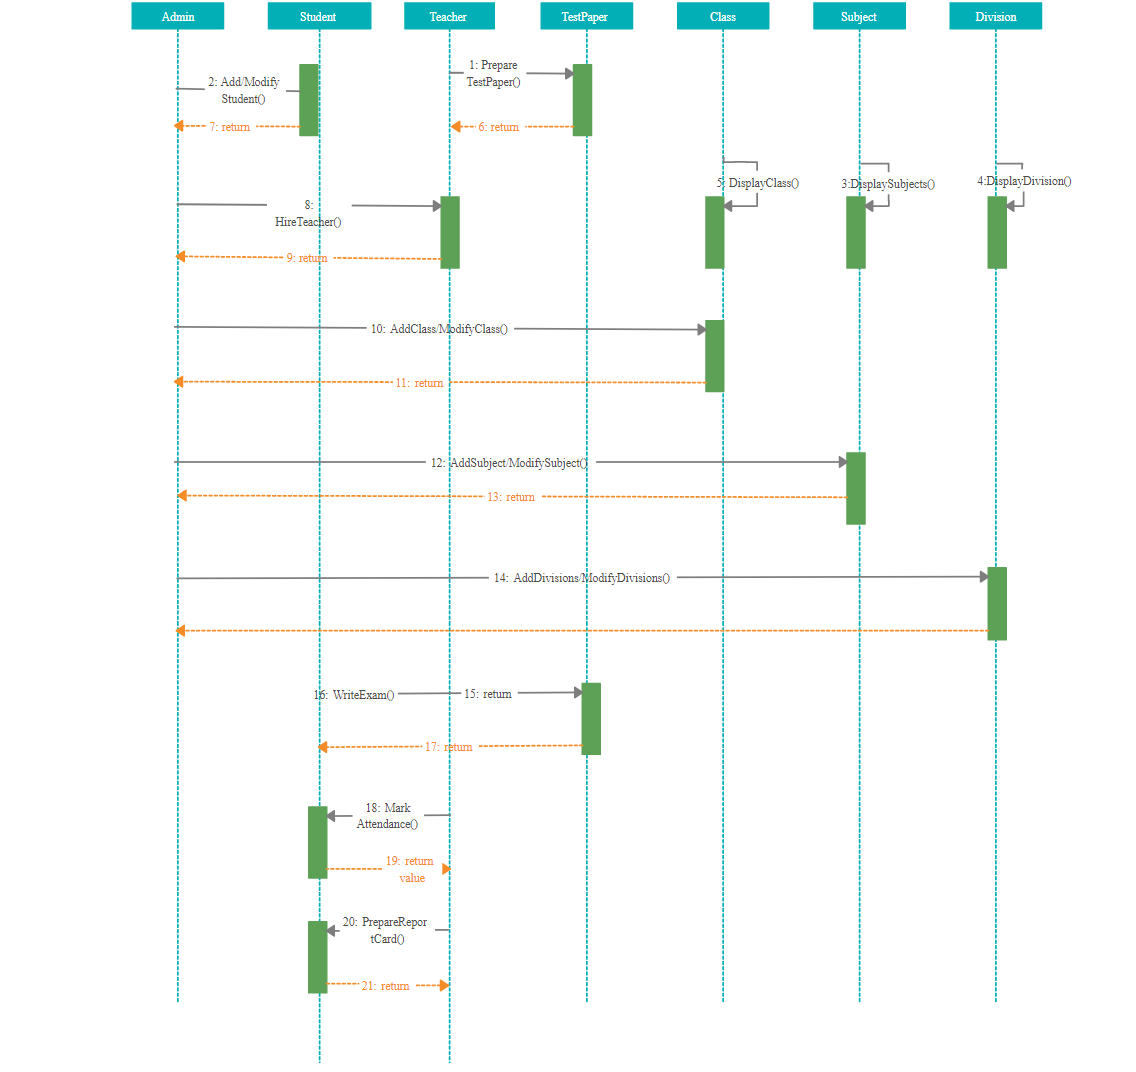 Admin
Student
Teacher
TestPaper
Class
Subject
Division
1: Prepare
TestPaper()
2: Add/Modify
Student()
7: return
6: return
5: DisplayClass()
3:DisplaySubjects()
4:DisplayDivision()
8:
HireTeacher()
9: return
10: AddClass/ModifyClass()
11: return
12: AddSubject/ModifySubject()
13: return
14: AddDivisions/ModifyDivisions()
16: WriteExam()
15: return
17: return
18: Mark
Attendance()
19: return
value
20: PrepareRepor
tCard()
21: return